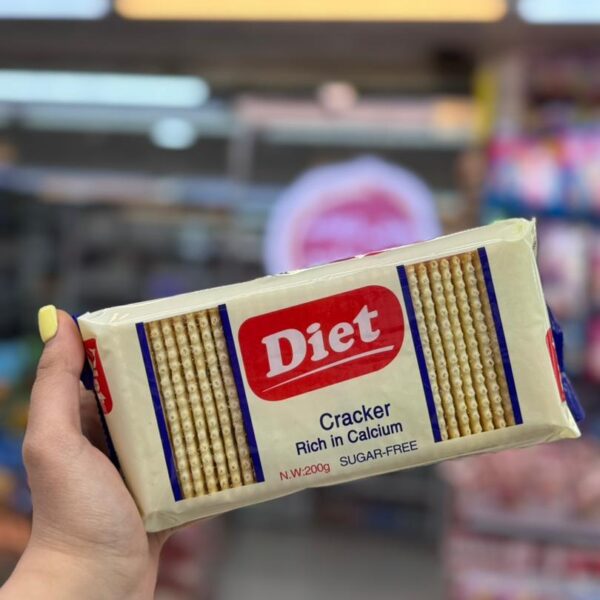 Diet
Cracker
Rich in Calcium
N.W:200g SUGAR-FREE